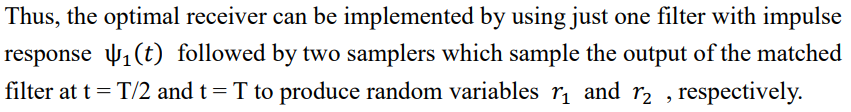 Thus, the optimal receiver can be implemented by using just one filter with impulse
response ψ₁(t) followed by two samplers which sample the output of the matched
filter at t = T/2 and t = T to produce random variables r₁ and r₂ , respectively.